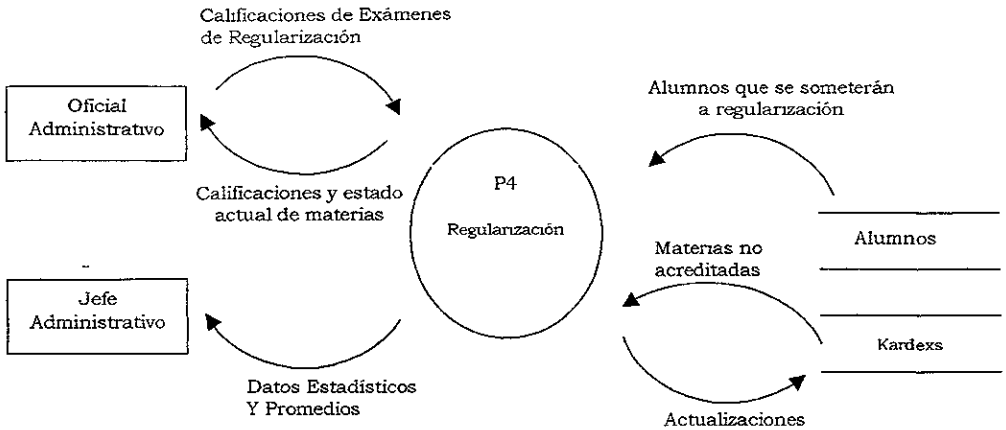 Calificaciones de Exámenes
de Regularización
Oficial
Administrativo
Calificaciones y estado
actual de materias
Jefe
Administrativo
Datos Estadísticos
Y Promedios
P4
Regularización
Alumnos que se someterán
a regularización
Alumnos
Materias no
acreditadas
Kardexs
Actualizaciones